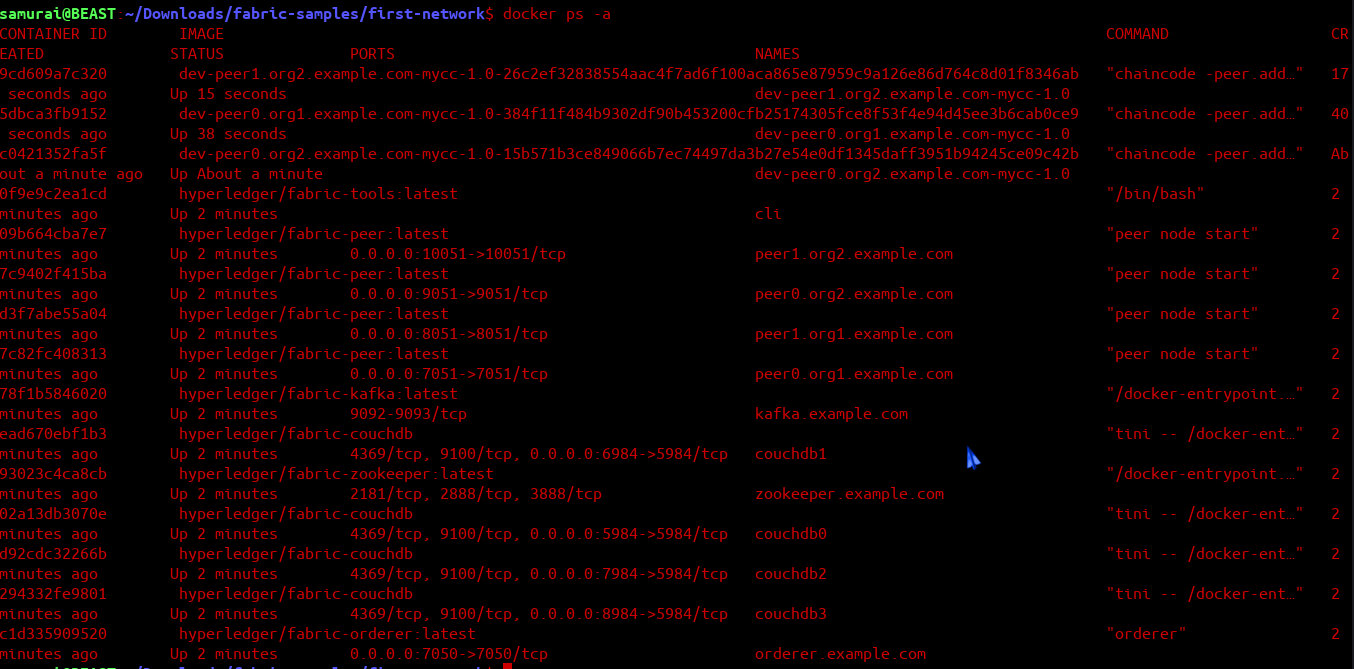 samurai@BEAST:~/Downloads/fabric-samples/first-network$ docker ps -a
CONTAINER ID        IMAGE                                                                                                  COMMAND                  CR
EATED              STATUS              PORTS                                        NAMES
9cd609a7c320        dev-peer1.org2.example.com-mycc-1.0-26c2ef32838554aac4f7ad6f100aca865e87959c9a126e86d764c8d01f8346ab   "chaincode -peer.add…"   17
 seconds ago       Up 15 seconds                                                    dev-peer1.org2.example.com-mycc-1.0
5dbca3fb9152        dev-peer0.org1.example.com-mycc-1.0-384f11f484b9302df90b453200cfb25174305fce8f53f4e94d45ee3b6cab0ce9   "chaincode -peer.add…"   40
 seconds ago       Up 38 seconds                                                    dev-peer0.org1.example.com-mycc-1.0
c0421352fa5f        dev-peer0.org2.example.com-mycc-1.0-15b571b3ce849066b7ec74497da3b27e54e0df1345daff3951b94245ce09c42b   "chaincode -peer.add…"   Ab
out a minute ago   Up About a minute                                                dev-peer0.org2.example.com-mycc-1.0
0f9e9c2ea1cd        hyperledger/fabric-tools:latest                                                                        "/bin/bash"              2 
minutes ago        Up 2 minutes                                                     cli
09b664cba7e7        hyperledger/fabric-peer:latest                                                                         "peer node start"        2 
minutes ago        Up 2 minutes        0.0.0.0:10051->10051/tcp                     peer1.org2.example.com
7c9402f415ba        hyperledger/fabric-peer:latest                                                                         "peer node start"        2 
minutes ago        Up 2 minutes        0.0.0.0:9051->9051/tcp                       peer0.org2.example.com
d3f7abe55a04        hyperledger/fabric-peer:latest                                                                         "peer node start"        2 
minutes ago        Up 2 minutes        0.0.0.0:8051->8051/tcp                       peer1.org1.example.com
7c82fc408313        hyperledger/fabric-peer:latest                                                                         "peer node start"        2 
minutes ago        Up 2 minutes        0.0.0.0:7051->7051/tcp                       peer0.org1.example.com
78f1b5846020        hyperledger/fabric-kafka:latest                                                                        "/docker-entrypoint.…"   2 
minutes ago        Up 2 minutes        9092-9093/tcp                                kafka.example.com
ead670ebf1b3        hyperledger/fabric-couchdb                                                                             "tini -- /docker-ent…"   2 
minutes ago        Up 2 minutes        4369/tcp, 9100/tcp, 0.0.0.0:6984->5984/tcp   couchdb1
93023c4ca8cb        hyperledger/fabric-zookeeper:latest                                                                    "/docker-entrypoint.…"   2 
minutes ago        Up 2 minutes        2181/tcp, 2888/tcp, 3888/tcp                 zookeeper.example.com
02a13db3070e        hyperledger/fabric-couchdb                                                                             "tini -- /docker-ent…"   2 
minutes ago        Up 2 minutes        4369/tcp, 9100/tcp, 0.0.0.0:5984->5984/tcp   couchdb0
d92cdc32266b        hyperledger/fabric-couchdb                                                                             "tini -- /docker-ent…"   2 
minutes ago        Up 2 minutes        4369/tcp, 9100/tcp, 0.0.0.0:7984->5984/tcp   couchdb2
294332fe9801        hyperledger/fabric-couchdb                                                                             "tini -- /docker-ent…"   2 
minutes ago        Up 2 minutes        4369/tcp, 9100/tcp, 0.0.0.0:8984->5984/tcp   couchdb3
c1d335909520        hyperledger/fabric-orderer:latest                                                                      "orderer"                2 
minutes ago        Up 2 minutes        0.0.0.0:7050->7050/tcp                       orderer.example.com